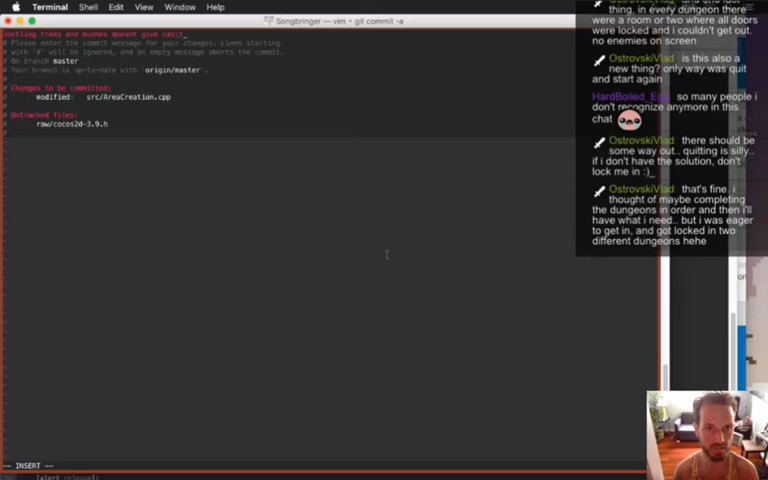 Terminal Shell Edit View Window Help
Songbringer — vim • git commit -a
Jostling trees and bushes doesnt give
# Please enter the commit message for your changes. Lines starting
# with '#' will be ignored, and an empty message aborts the commit.
# On branch master
# Your branch is up-to-date with 'origin/master'.
#
# Changes to be committed:
# modified: src/AreaCreation.cpp
#
# Untracked files:
# raw/cocos2d-3.9.h
#
-- INSERT --
[alert release];
thing. in every dungeon there
were a room or two where all doors
were locked and i couldn't get out.
no enemies on screen
OstrovskiVlad is this also a
new thing? only way was quit
and start again
HardBoiled_Egg so many people i
don't recognize anymore in this
chat
OstrovskiVlad there should be
some way out.. quitting is silly..
if i don't have the solution, don't
lock me in :)_
OstrovskiVlad that's fine. i
thought of maybe completing
the dungeons in order and then i'll
have what i need.. but i was eager
to get in, and got locked in two
different dungeons hehe